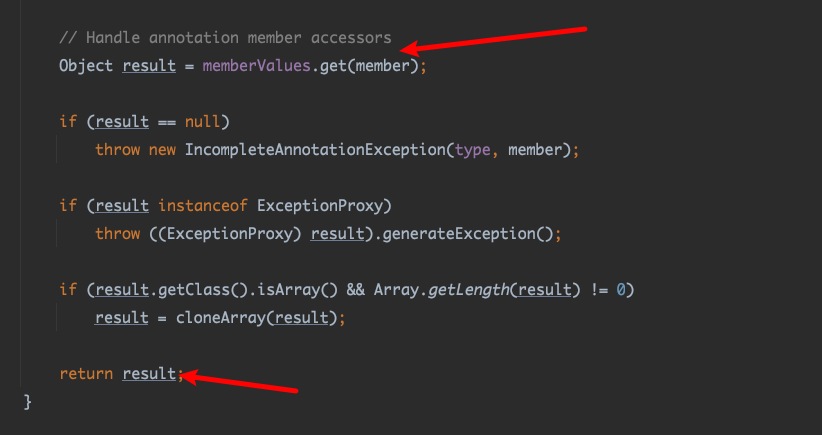 // Handle annotation member accessors
Object result = memberValues.get(member);
if (result == null)
throw new IncompleteAnnotationException(type, member);
if (result instanceof ExceptionProxy)
throw ((ExceptionProxy) result).generateException();
if (result.getClass().isArray() && Array.getLength(result) != 0)
result = cloneArray(result);
return result;
}